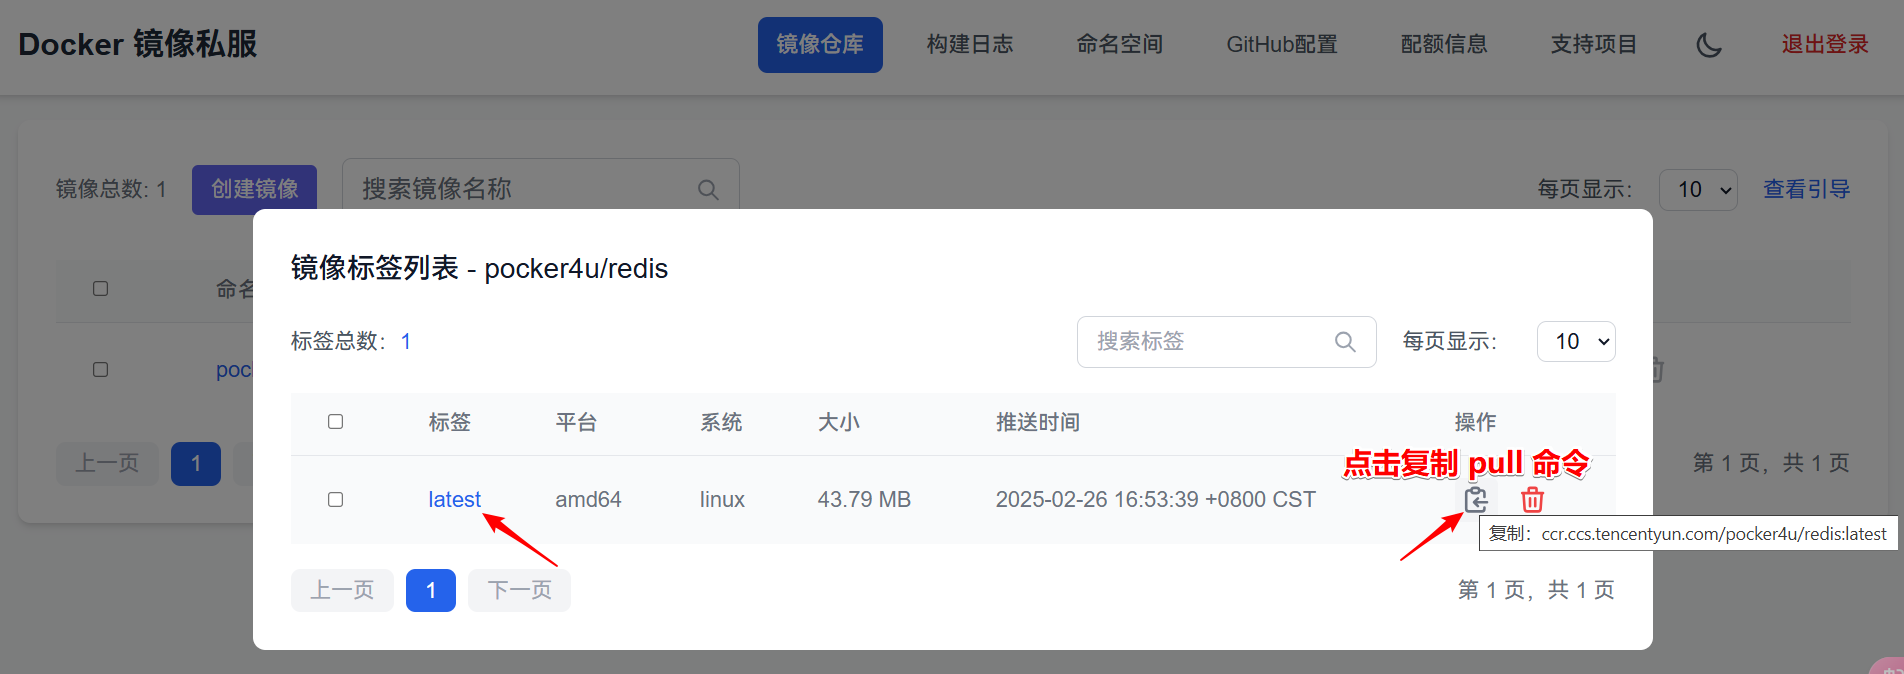 Docker 镜像私服
镜像仓库
构建日志
命名空间
GitHub配置
配额信息
支持项目
退出登录
镜像总数: 1
创建镜像
搜索镜像名称
每页显示:
10
查看引导
命名
镜像标签列表 - pocker4u/redis
标签总数: 1
搜索标签
每页显示:
10
标签 平台 系统 大小 推送时间 操作
点击复制 pull 命令
latest amd64 linux 43.79 MB 2025-02-26 16:53:39 +0800 CST
复制: ccr.ccs.tencentyun.com/pocker4u/redis:latest
上一页
1
下一页
第 1 页，共 1 页
poc
上一页
1
第 1 页，共 1 页